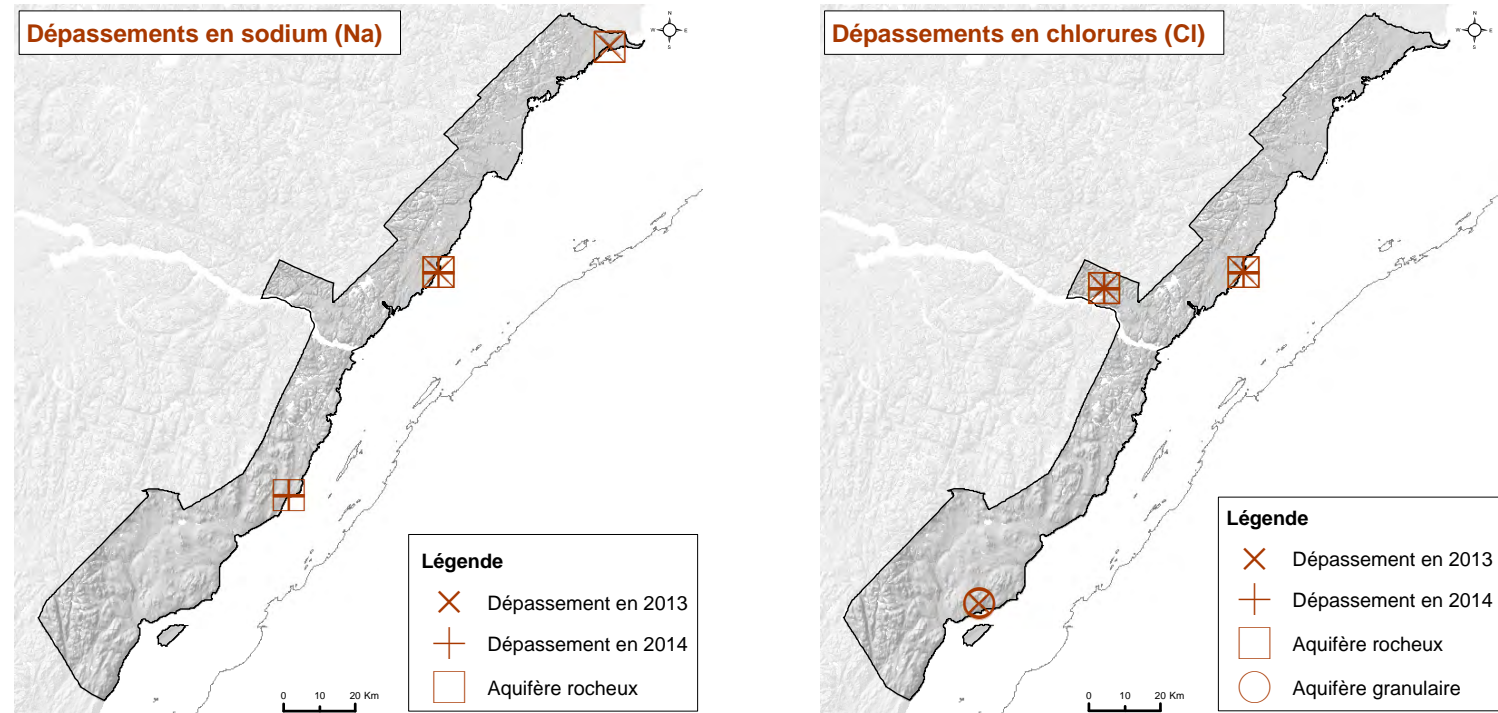 Dépassements en sodium (Na)
N
W E
S
Légende
Dépassement en 2013
Dépassement en 2014
Aquifère rocheux
0 10 20 Km
Dépassements en chlorures (Cl)
N
W E
S
Légende
Dépassement en 2013
Dépassement en 2014
Aquifère rocheux
Aquifère granulaire
0 10 20 Km